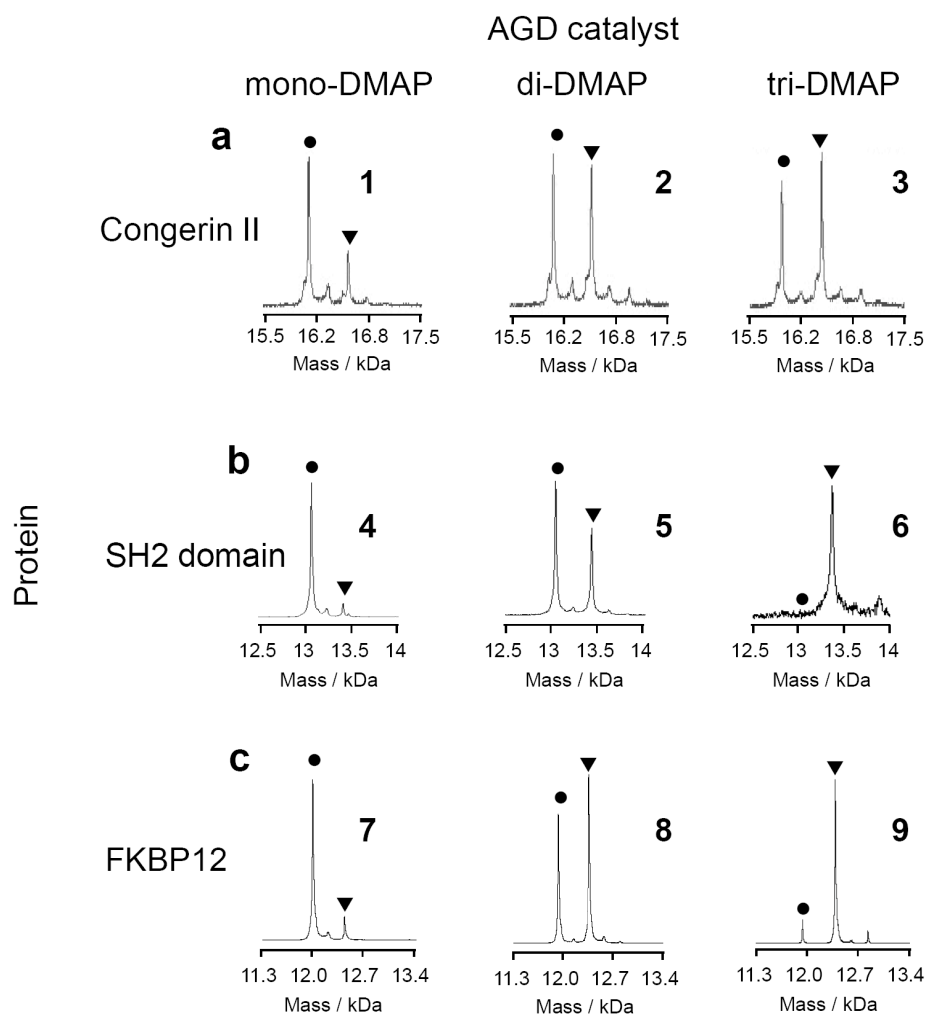 AGD catalyst
mono-DMAP di-DMAP tri-DMAP
a
1 2 3
Congerin II
15.5 16.2 16.8 17.5 15.5 16.2 16.8 17.5 15.5 16.2 16.8 17.5
Mass / kDa Mass / kDa Mass / kDa
Protein
b
4 5 6
SH2 domain
12.5 13 13.5 14 12.5 13 13.5 14 12.5 13 13.5 14
Mass / kDa Mass / kDa Mass / kDa
c
7 8 9
FKBP12
11.3 12.0 12.7 13.4 11.3 12.0 12.7 13.4 11.3 12.0 12.7 13.4
Mass / kDa Mass / kDa Mass / kDa